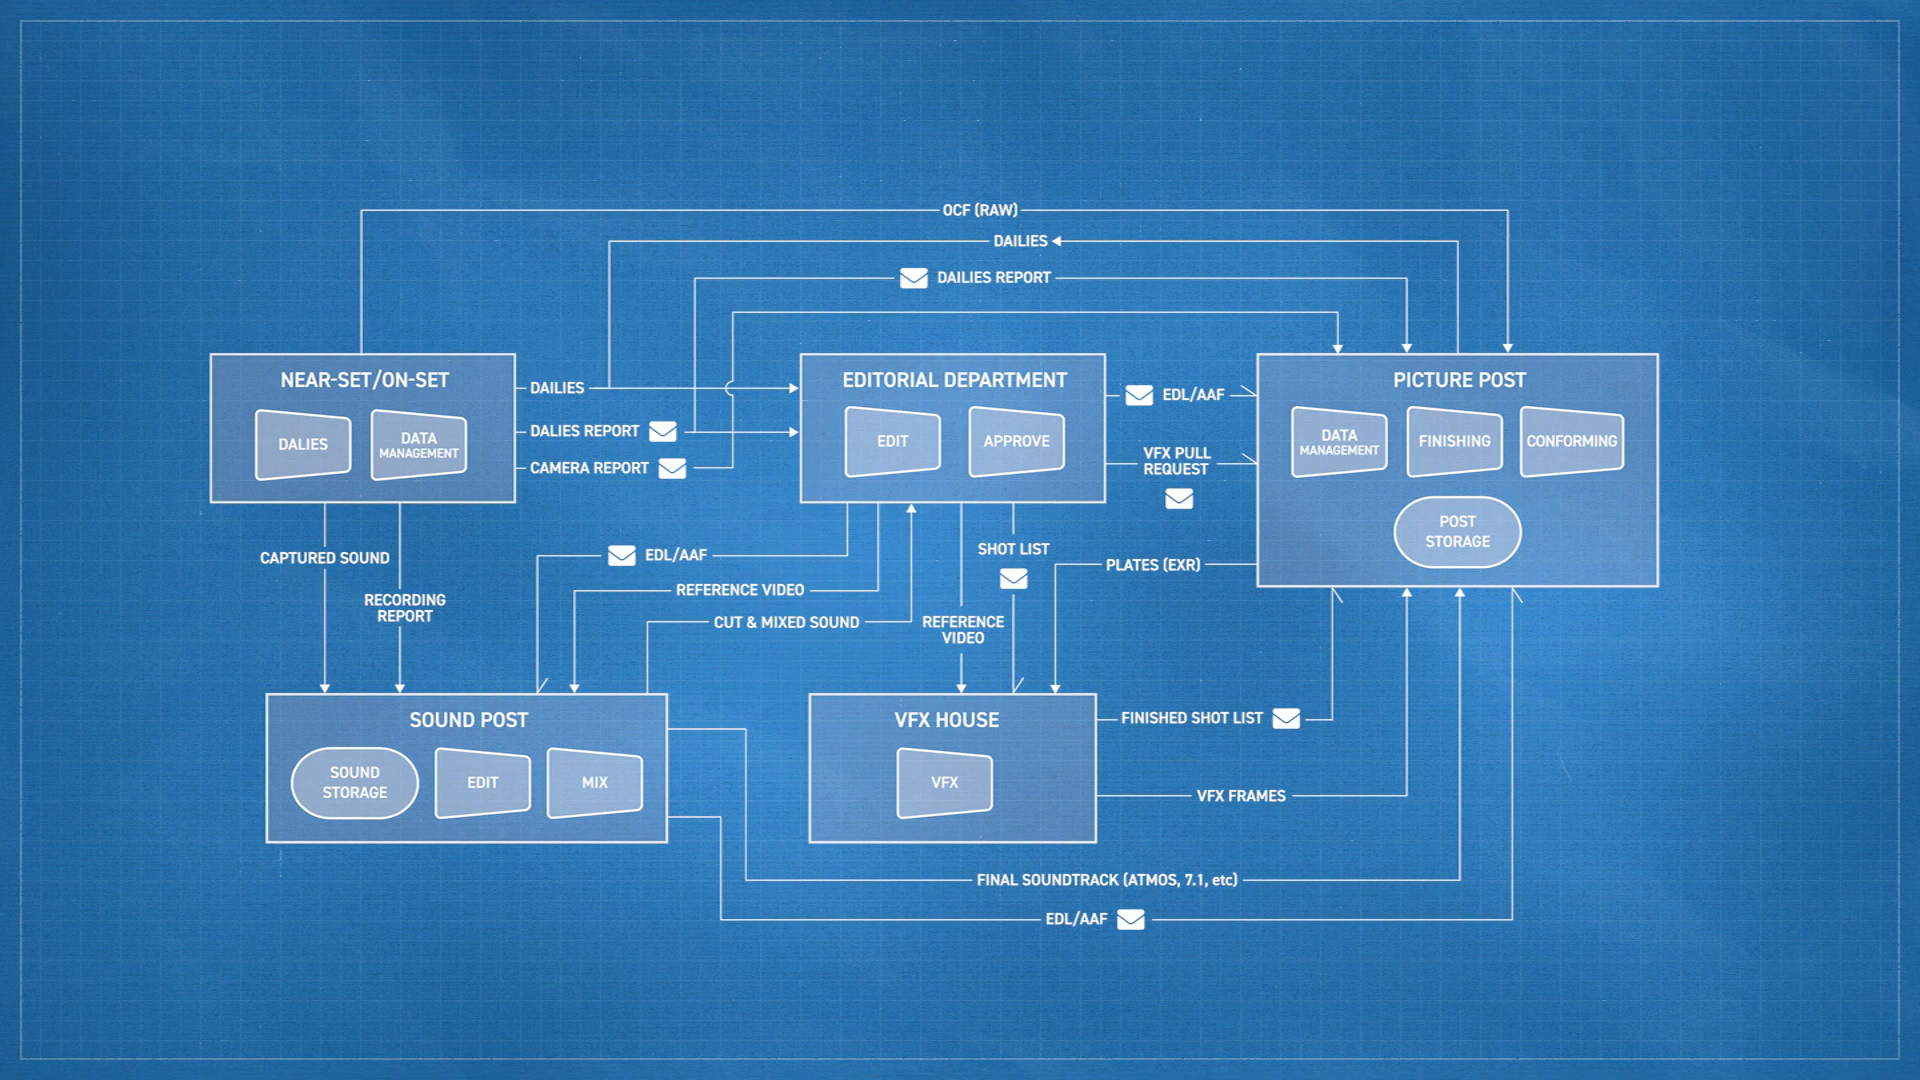 OCF (RAW)
DAILIES
DAILIES REPORT
NEAR-SET/ON-SET
DALIES
DATA
MANAGEMENT
DAILIES
DALIES REPORT
CAMERA REPORT
EDITORIAL DEPARTMENT
EDIT
APPROVE
EDL/AAF
VFX PULL
REQUEST
PICTURE POST
DATA
MANAGEMENT
FINISHING
CONFORMING
POST
STORAGE
CAPTURED SOUND
RECORDING
REPORT
EDL/AAF
REFERENCE VIDEO
CUT & MIXED SOUND
SHOT LIST
REFERENCE
VIDEO
PLATES (EXR)
SOUND POST
SOUND
STORAGE
EDIT
MIX
VFX HOUSE
VFX
FINISHED SHOT LIST
VFX FRAMES
FINAL SOUNDTRACK (ATMOS, 7.1, etc)
EDL/AAF